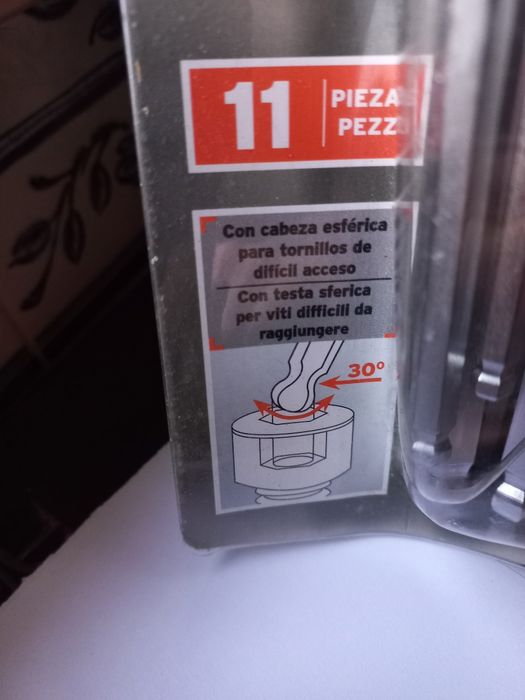 11
PIEZA
PEZZ
Con cabeza esférica
para tornillos de
difícil acceso
Con testa sferica
per viti difficili da
raggiungere
30°